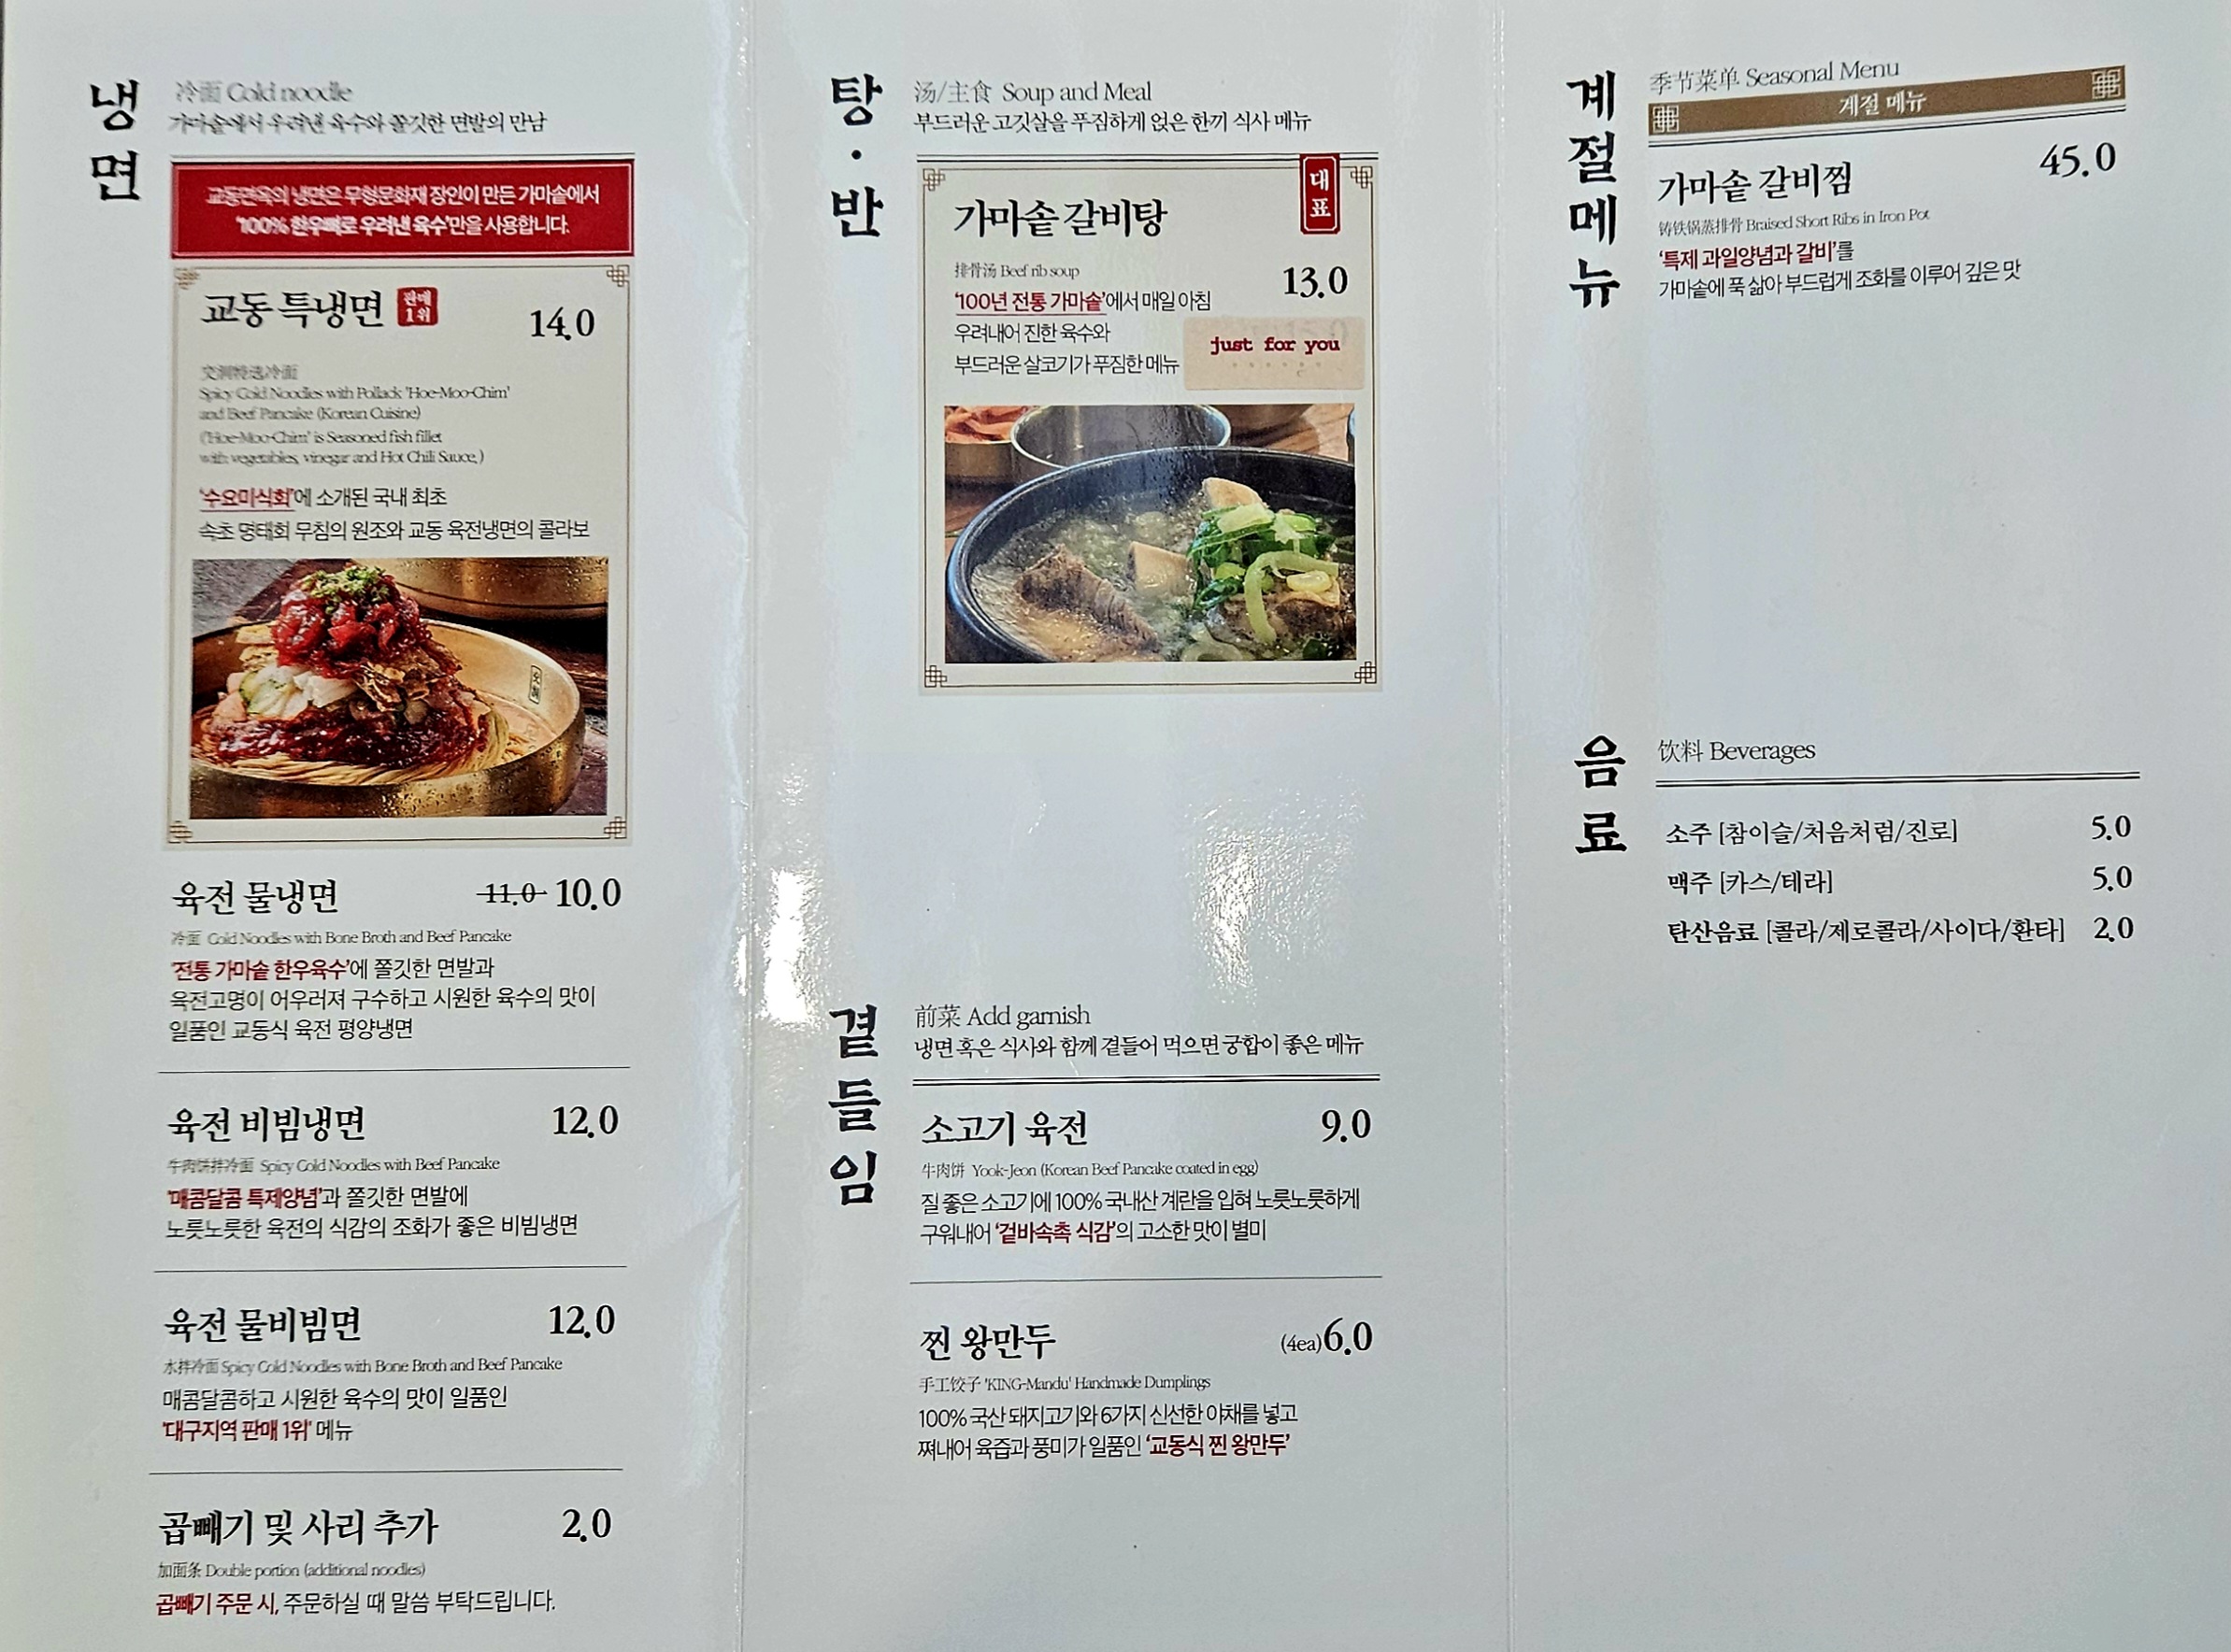 냉면
冷面 Cold noodle
가마솥에서 우려낸 육수와 쫄깃한 면발의 만남
교동면옥의 냉면은 무형문화재 장인이 만든 가마솥에서
'100% 한우뼈로 우려낸 육수'만을 사용합니다.
교동 특냉면 판매 1위 14.0
交洞特选冷面
Spicy Cold Noodles with Pollack 'Hoe-Moo-Chim'
and Beef Pancake (Korean Cuisine)
('Hoe-Moo-Chim' is Seasoned fish fillet
with vegetables, vinegar and Hot Chili Sauce.)
'수요미식회'에 소개된 국내 최초
속초 명태회 무침의 원조와 교동 육전냉면의 콜라보
육전 물냉면 11.0 10.0
冷面 Cold Noodles with Bone Broth and Beef Pancake
'전통 가마솥 한우육수'에 쫄깃한 면발과
육전고명이 어우러져 구수하고 시원한 육수의 맛이
일품인 교동식 육전 평양냉면
육전 비빔냉면 12.0
牛肉饼拌冷面 Spicy Cold Noodles with Beef Pancake
'매콤달콤 특제양념'과 쫄깃한 면발에
노릇노릇한 육전의 식감의 조화가 좋은 비빔냉면
육전 물비빔면 12.0
水拌冷面 Spicy Cold Noodles with Bone Broth and Beef Pancake
매콤달콤하고 시원한 육수의 맛이 일품인
'대구지역 판매 1위' 메뉴
곱빼기 및 사리 추가 2.0
加面条 Double portion (additional noodles)
곱빼기 주문 시, 주문하실 때 말씀 부탁드립니다.
탕·반
汤/主食 Soup and Meal
부드러운 고깃살을 푸짐하게 얹은 한끼 식사 메뉴
대표
가마솥 갈비탕
排骨汤 Beef rib soup 13.0
'100년 전통 가마솥'에서 매일 아침
우려내어 진한 육수와
부드러운 살코기가 푸짐한 메뉴
just for you
곁들임
前菜 Add garnish
냉면 혹은 식사와 함께 곁들어 먹으면 궁합이 좋은 메뉴
소고기 육전 9.0
牛肉饼 Yook-Jeon (Korean Beef Pancake coated in egg)
질 좋은 소고기에 100% 국내산 계란을 입혀 노릇노릇하게
구워내어 '겉바속촉 식감'의 고소한 맛이 별미
찐 왕만두 (4ea)6.0
手工饺子 'KING-Mandu' Handmade Dumplings
100% 국산 돼지고기와 6가지 신선한 야채를 넣고
쪄내어 육즙과 풍미가 일품인 '교동식 찐 왕만두'
계절메뉴
季节菜单 Seasonal Menu
계절 메뉴
가마솥 갈비찜 45.0
铸铁锅蒸排骨 Braised Short Ribs in Iron Pot
'특제 과일양념과 갈비'를
가마솥에 푹 삶아 부드럽게 조화를 이루어 깊은 맛
음료
饮料 Beverages
소주 [참이슬/처음처럼/진로] 5.0
맥주 [카스/테라] 5.0
탄산음료 [콜라/제로콜라/사이다/환타] 2.0